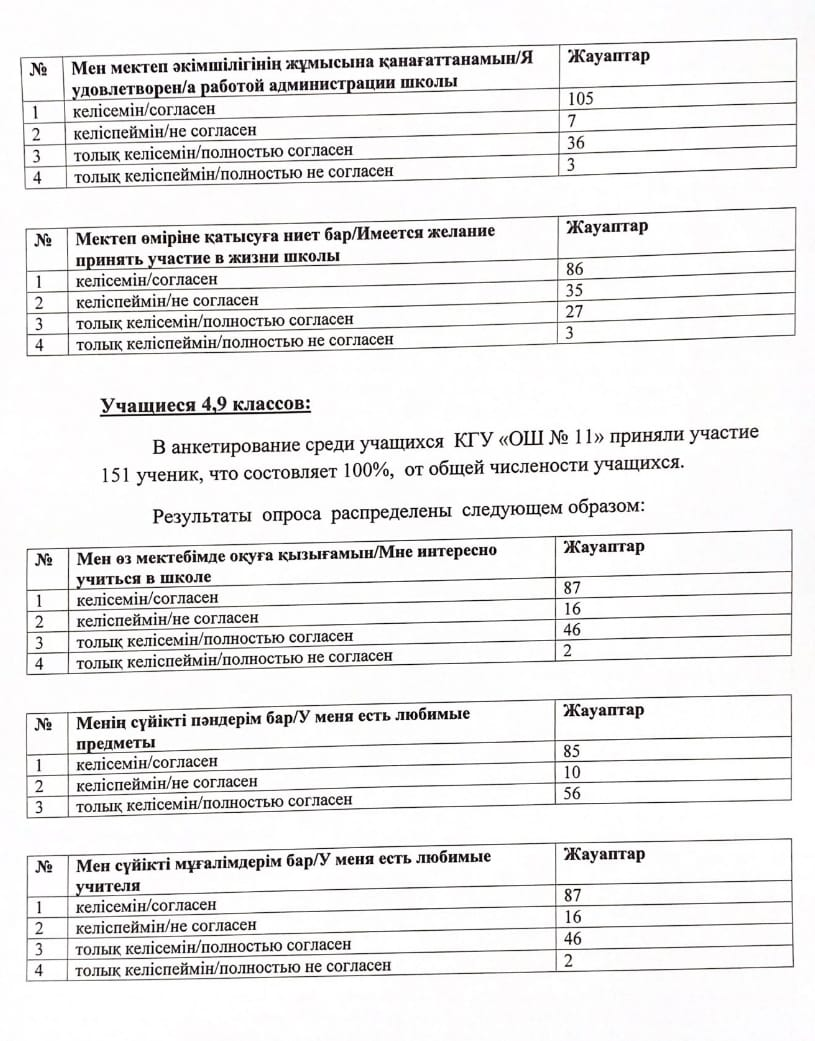 № Мен мектеп әкімшілігінің жұмысына қанағаттанамын/Я Жауаптар
удовлетворен/а работой администрации школы
1 келісемін/согласен 105
2 келіспеймін/не согласен 7
3 толық келісемін/полностью согласен 36
4 толық келіспеймін/полностью не согласен 3
№ Мектеп өміріне қатысуға ниет бар/Имеется желание Жауаптар
принять участие в жизни школы
1 келісемін/согласен 86
2 келіспеймін/не согласен 35
3 толық келісемін/полностью согласен 27
4 толық келіспеймін/полностью не согласен 3
Учащиеся 4,9 классов:
В анкетирование среди учащихся КГУ «ОШ № 11» приняли участие
151 ученик, что состовляет 100%, от общей числености учащихся.
Результаты опроса распределены следующем образом:
№ Мен өз мектебімде оқуға қызығамын/Мне интересно Жауаптар
учиться в школе
1 келісемін/согласен 87
2 келіспеймін/не согласен 16
3 толық келісемін/полностью согласен 46
4 толық келіспеймін/полностью не согласен 2
№ Менің сүйікті пәндерім бар/У меня есть любимые Жауаптар
предметы
1 келісемін/согласен 85
2 келіспеймін/не согласен 10
3 толық келісемін/полностью согласен 56
№ Мен сүйікті мұғалімдерім бар/У меня есть любимые Жауаптар
учителя
1 келісемін/согласен 87
2 келіспеймін/не согласен 16
3 толық келісемін/полностью согласен 46
4 толық келіспеймін/полностью не согласен 2